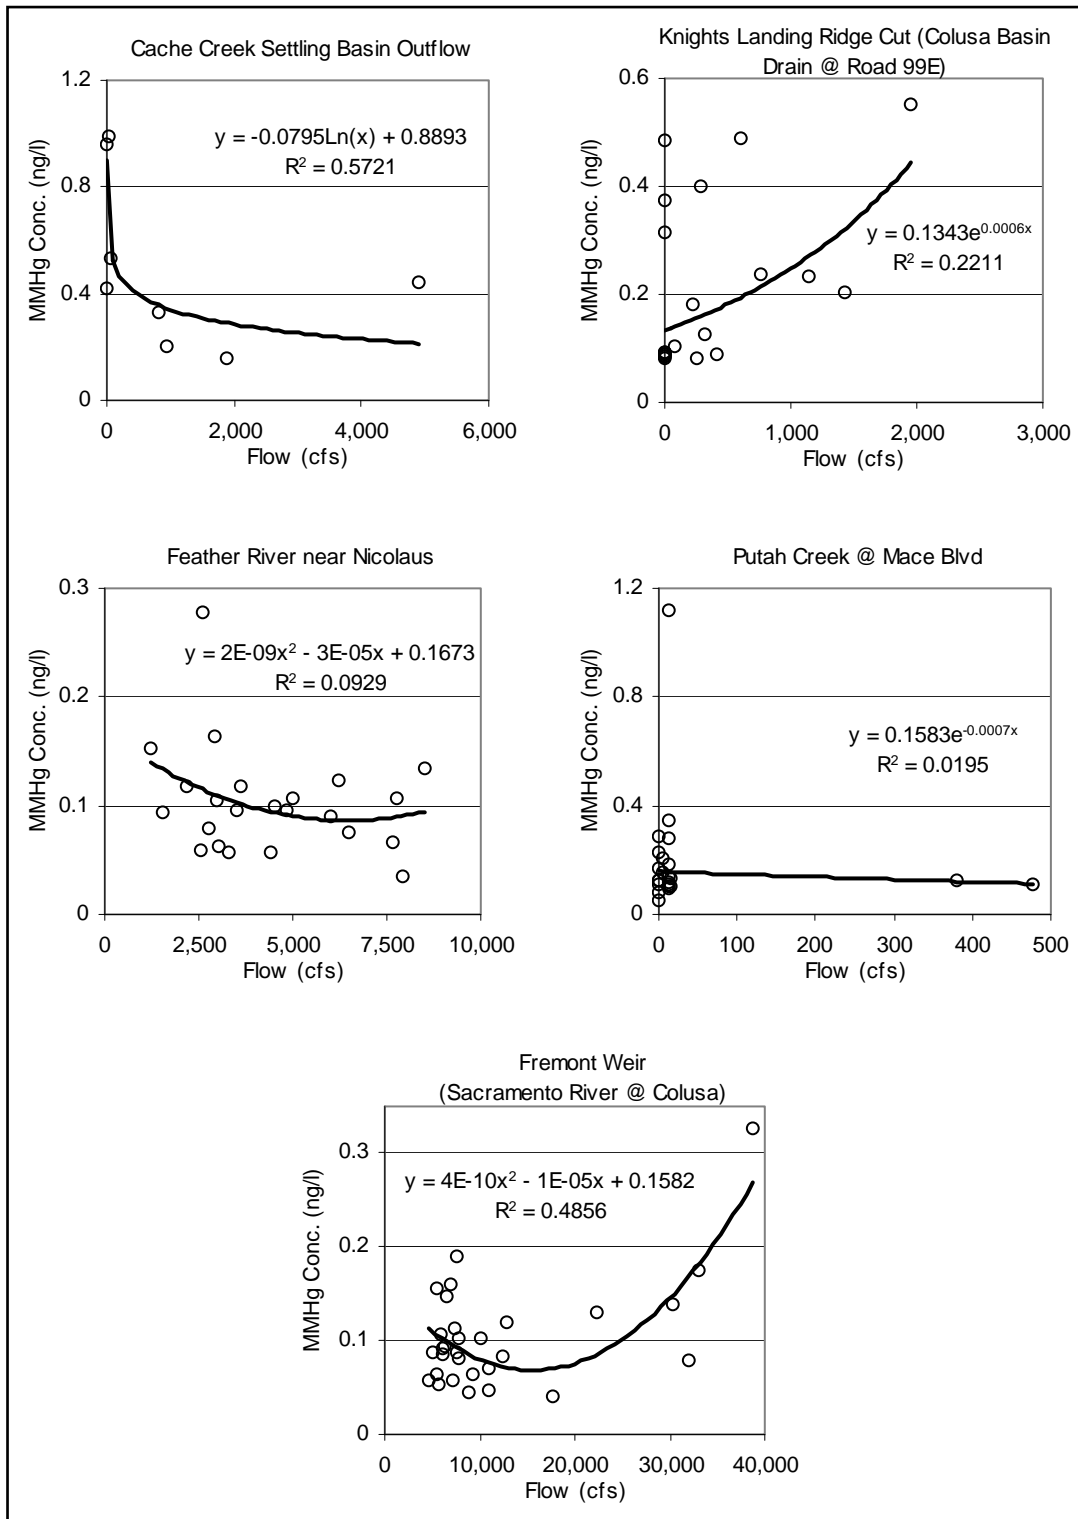 Cache Creek Settling Basin Outflow
1.2
0.8
0.4
0
MMHg Conc. (ng/l)
y = -0.0795Ln(x) + 0.8893
R² = 0.5721
0 2,000 4,000 6,000
Flow (cfs)
Knights Landing Ridge Cut (Colusa Basin
Drain @ Road 99E)
0.6
0.4
0.2
0
MMHg Conc. (ng/l)
y = 0.1343e^0.0006x
R² = 0.2211
0 1,000 2,000 3,000
Flow (cfs)
Feather River near Nicolaus
0.3
0.2
0.1
0
MMHg Conc. (ng/l)
y = 2E-09x² - 3E-05x + 0.1673
R² = 0.0929
0 2,500 5,000 7,500 10,000
Flow (cfs)
Putah Creek @ Mace Blvd
1.2
0.8
0.4
0
MMHg Conc. (ng/l)
y = 0.1583e^-0.0007x
R² = 0.0195
0 100 200 300 400 500
Flow (cfs)
Fremont Weir
(Sacramento River @ Colusa)
0.3
0.2
0.1
0
MMHg Conc. (ng/l)
y = 4E-10x² - 1E-05x + 0.1582
R² = 0.4856
0 10,000 20,000 30,000 40,000
Flow (cfs)